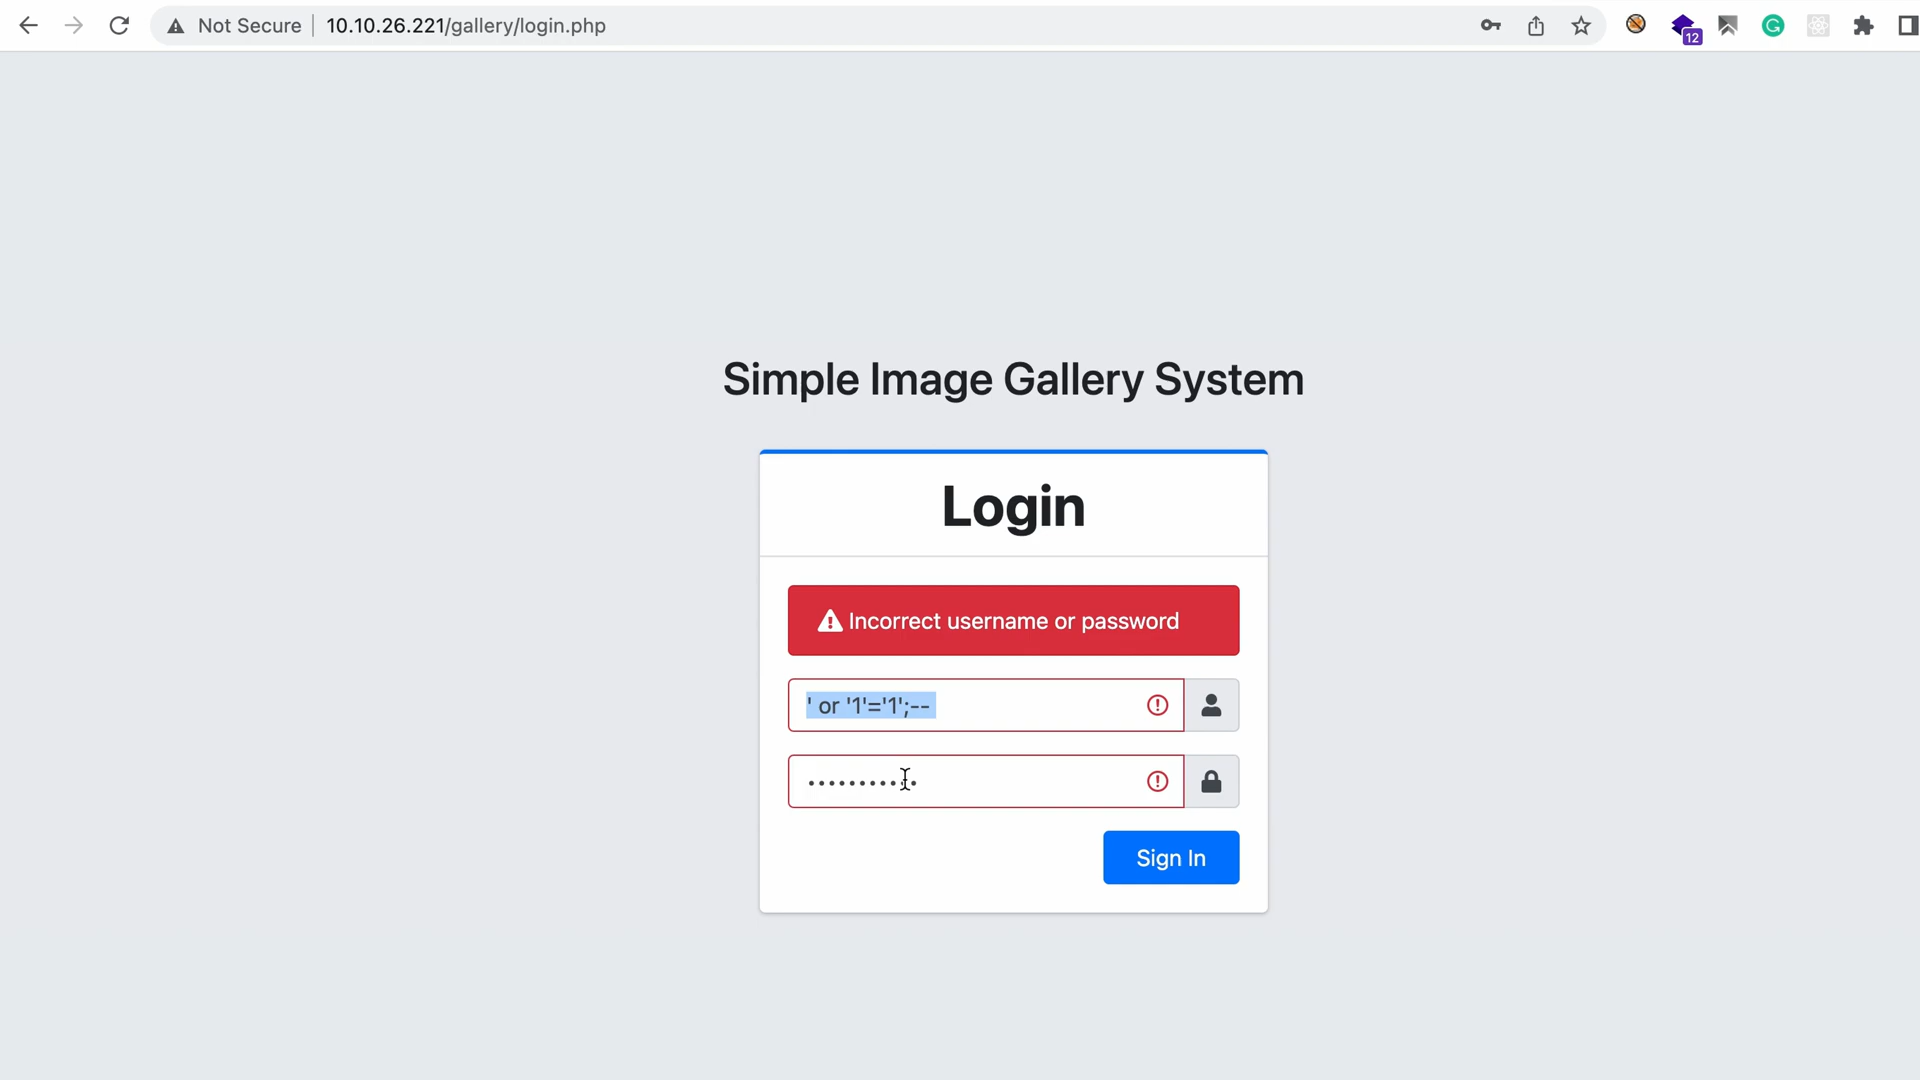 Not Secure
10.10.26.221/gallery/login.php
12
Simple Image Gallery System
Login
Incorrect username or password
' or '1'='1';--
•••••••••••
Sign In